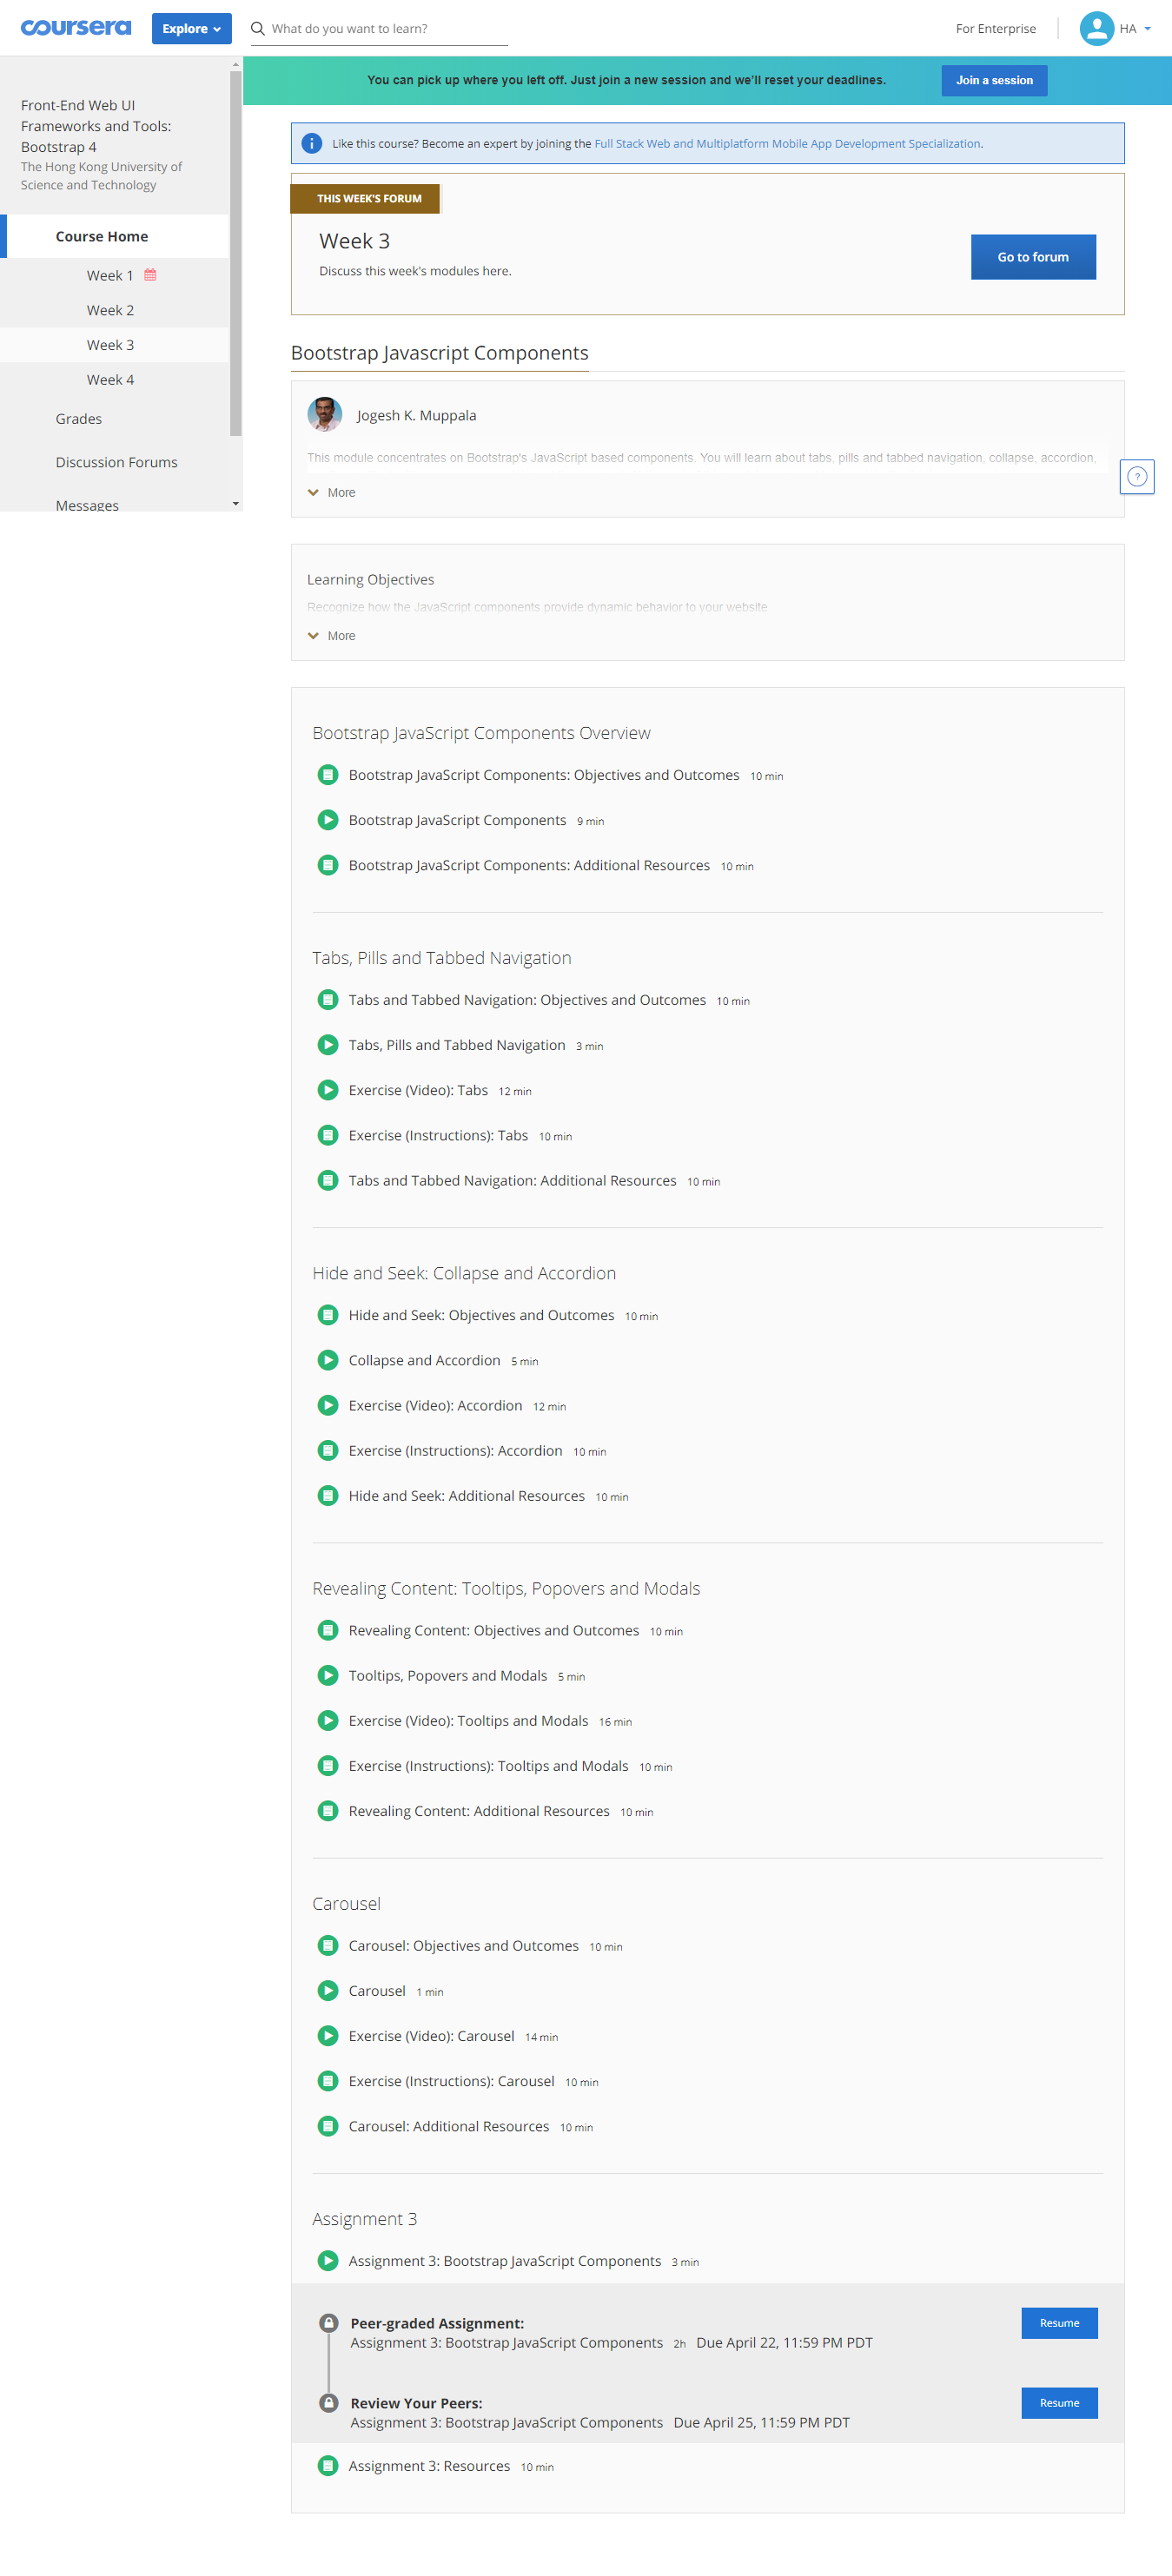 coursera
Explore
What do you want to learn?
For Enterprise
HA
Front-End Web UI
Frameworks and Tools:
Bootstrap 4
The Hong Kong University of
Science and Technology
Course Home
Week 1
Week 2
Week 3
Week 4
Grades
Discussion Forums
Messages
You can pick up where you left off. Just join a new session and we'll reset your deadlines.
Join a session
Like this course? Become an expert by joining the Full Stack Web and Multiplatform Mobile App Development Specialization.
THIS WEEK'S FORUM
Week 3
Discuss this week's modules here.
Go to forum
Bootstrap Javascript Components
Jogesh K. Muppala
This module concentrates on Bootstrap's JavaScript based components. You will learn about tabs, pills and tabbed navigation, collapse, accordion,
More
?
Learning Objectives
Recognize how the JavaScript components provide dynamic behavior to your website
More
Bootstrap JavaScript Components Overview
Bootstrap JavaScript Components: Objectives and Outcomes 10 min
Bootstrap JavaScript Components 9 min
Bootstrap JavaScript Components: Additional Resources 10 min
Tabs, Pills and Tabbed Navigation
Tabs and Tabbed Navigation: Objectives and Outcomes 10 min
Tabs, Pills and Tabbed Navigation 3 min
Exercise (Video): Tabs 12 min
Exercise (Instructions): Tabs 10 min
Tabs and Tabbed Navigation: Additional Resources 10 min
Hide and Seek: Collapse and Accordion
Hide and Seek: Objectives and Outcomes 10 min
Collapse and Accordion 5 min
Exercise (Video): Accordion 12 min
Exercise (Instructions): Accordion 10 min
Hide and Seek: Additional Resources 10 min
Revealing Content: Tooltips, Popovers and Modals
Revealing Content: Objectives and Outcomes 10 min
Tooltips, Popovers and Modals 5 min
Exercise (Video): Tooltips and Modals 16 min
Exercise (Instructions): Tooltips and Modals 10 min
Revealing Content: Additional Resources 10 min
Carousel
Carousel: Objectives and Outcomes 10 min
Carousel 1 min
Exercise (Video): Carousel 14 min
Exercise (Instructions): Carousel 10 min
Carousel: Additional Resources 10 min
Assignment 3
Assignment 3: Bootstrap JavaScript Components 3 min
Peer-graded Assignment:
Assignment 3: Bootstrap JavaScript Components 2h Due April 22, 11:59 PM PDT
Resume
Review Your Peers:
Assignment 3: Bootstrap JavaScript Components Due April 25, 11:59 PM PDT
Resume
Assignment 3: Resources 10 min